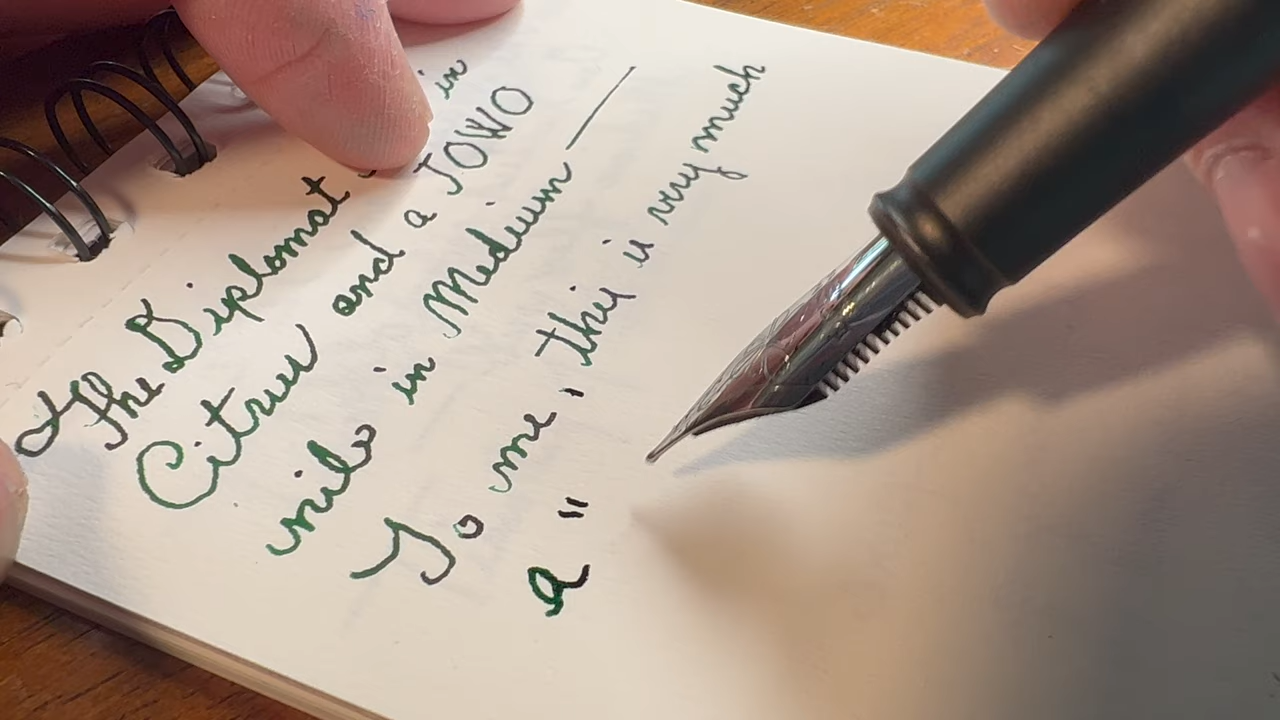 The Diplomat - in
Citrus and a JOWO
nib in Medium —
To me, this is very much
a "